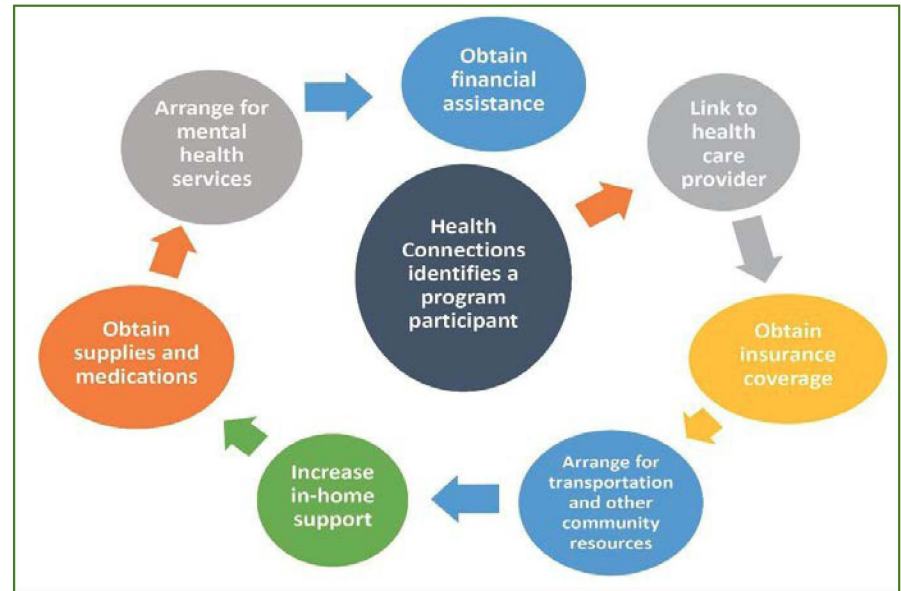 Health
Connections
identifies a
program
participant
Link to
health
care
provider
Obtain
insurance
coverage
Arrange for
transportation
and other
community
resources
Increase
in-home
support
Obtain
supplies and
medications
Arrange for
mental
health
services
Obtain
financial
assistance